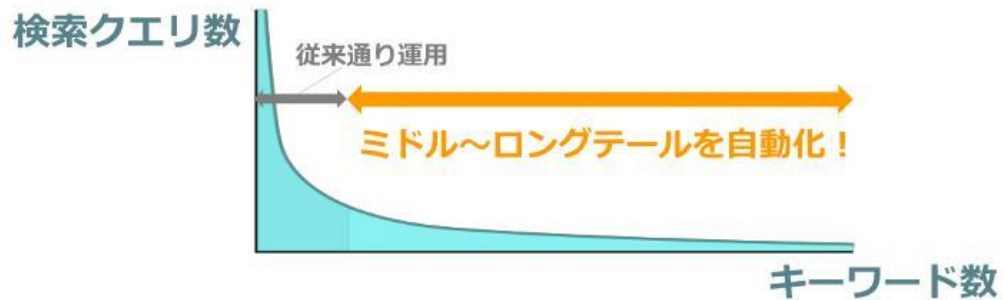 検索クエリ数
従来通り運用
ミドル～ロングテールを自動化！
キーワード数